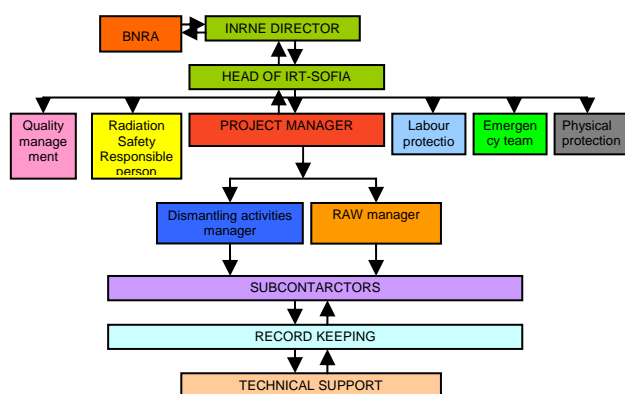 BNRA
INRNE DIRECTOR
HEAD OF IRT-SOFIA
Quality
manage
ment
Radiation
Safety
Responsible
person
PROJECT MANAGER
Labour
protectio
Emergen
cy team
Physical
protection
Dismantling activities
manager
RAW manager
SUBCONTARCTORS
RECORD KEEPING
TECHNICAL SUPPORT